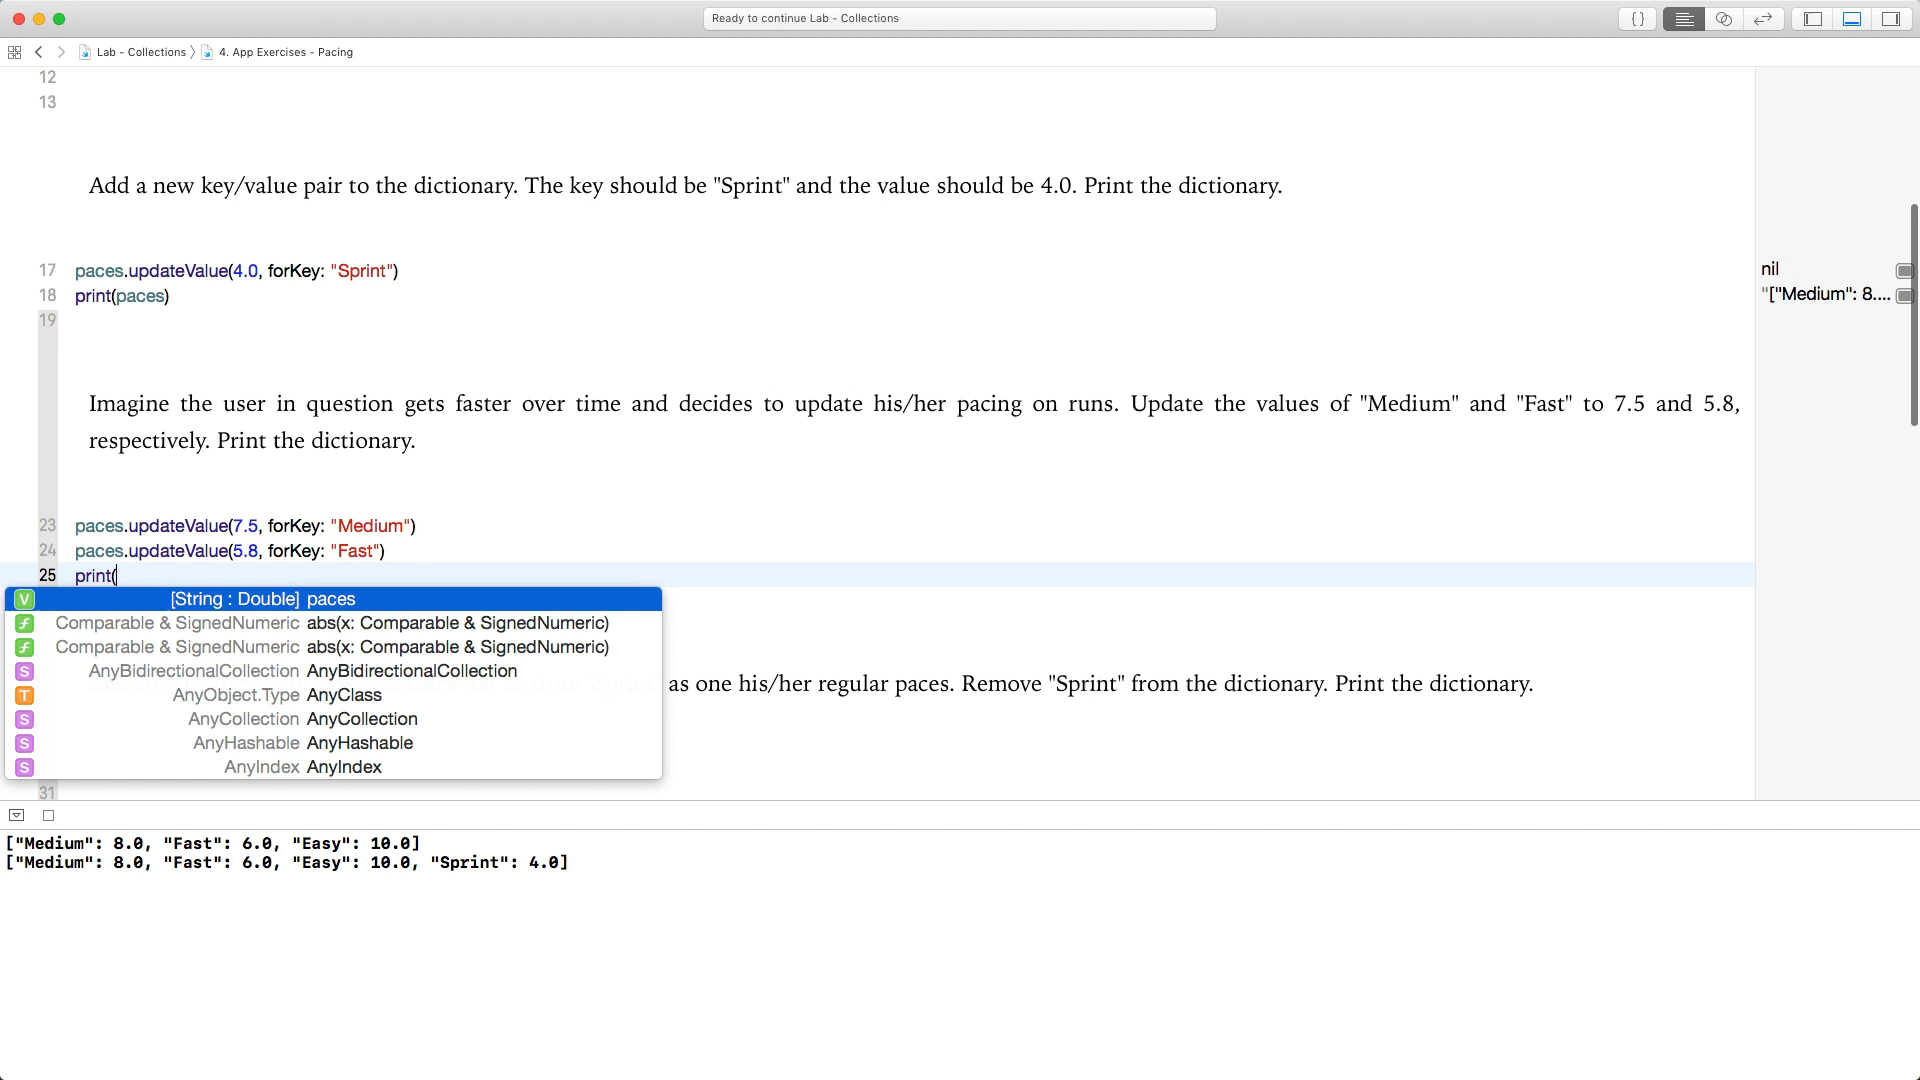 Ready to continue Lab - Collections
{ }
Lab - Collections 〉 4. App Exercises - Pacing
12
13
Add a new key/value pair to the dictionary. The key should be "Sprint" and the value should be 4.0. Print the dictionary.
17 paces.updateValue(4.0, forKey: "Sprint") nil
18 print(paces) "["Medium": 8....
19
Imagine the user in question gets faster over time and decides to update his/her pacing on runs. Update the values of "Medium" and "Fast" to 7.5 and 5.8,
respectively. Print the dictionary.
23 paces.updateValue(7.5, forKey: "Medium")
24 paces.updateValue(5.8, forKey: "Fast")
25 print(
V [String : Double] paces
f Comparable & SignedNumeric abs(x: Comparable & SignedNumeric)
f Comparable & SignedNumeric abs(x: Comparable & SignedNumeric)
S AnyBidirectionalCollection AnyBidirectionalCollection
as one his/her regular paces. Remove "Sprint" from the dictionary. Print the dictionary.
T AnyObject.Type AnyClass
S AnyCollection AnyCollection
S AnyHashable AnyHashable
S AnyIndex AnyIndex
31
["Medium": 8.0, "Fast": 6.0, "Easy": 10.0]
["Medium": 8.0, "Fast": 6.0, "Easy": 10.0, "Sprint": 4.0]